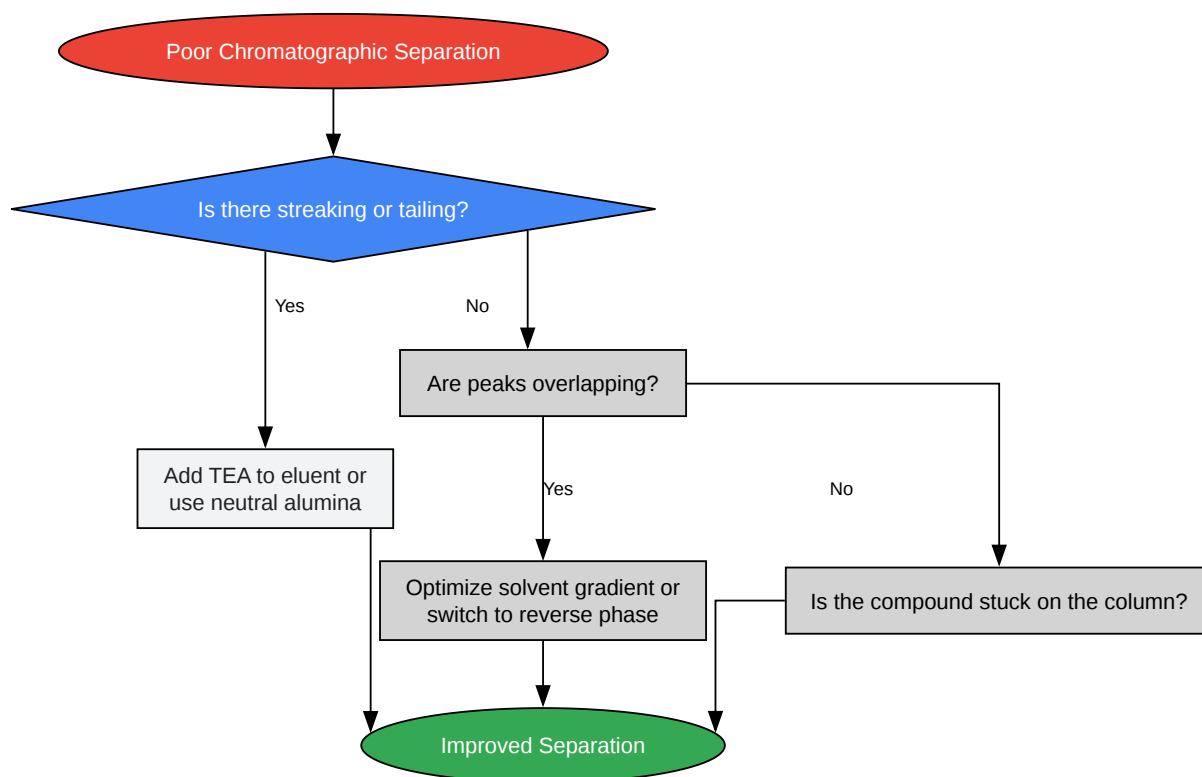 Poor Chromatographic Separation
Is there streaking or tailing?
Yes
No
Are peaks overlapping?
Add TEA to eluent or
use neutral alumina
Yes
No
Optimize solvent gradient or
switch to reverse phase
Is the compound stuck on the column?
Improved Separation